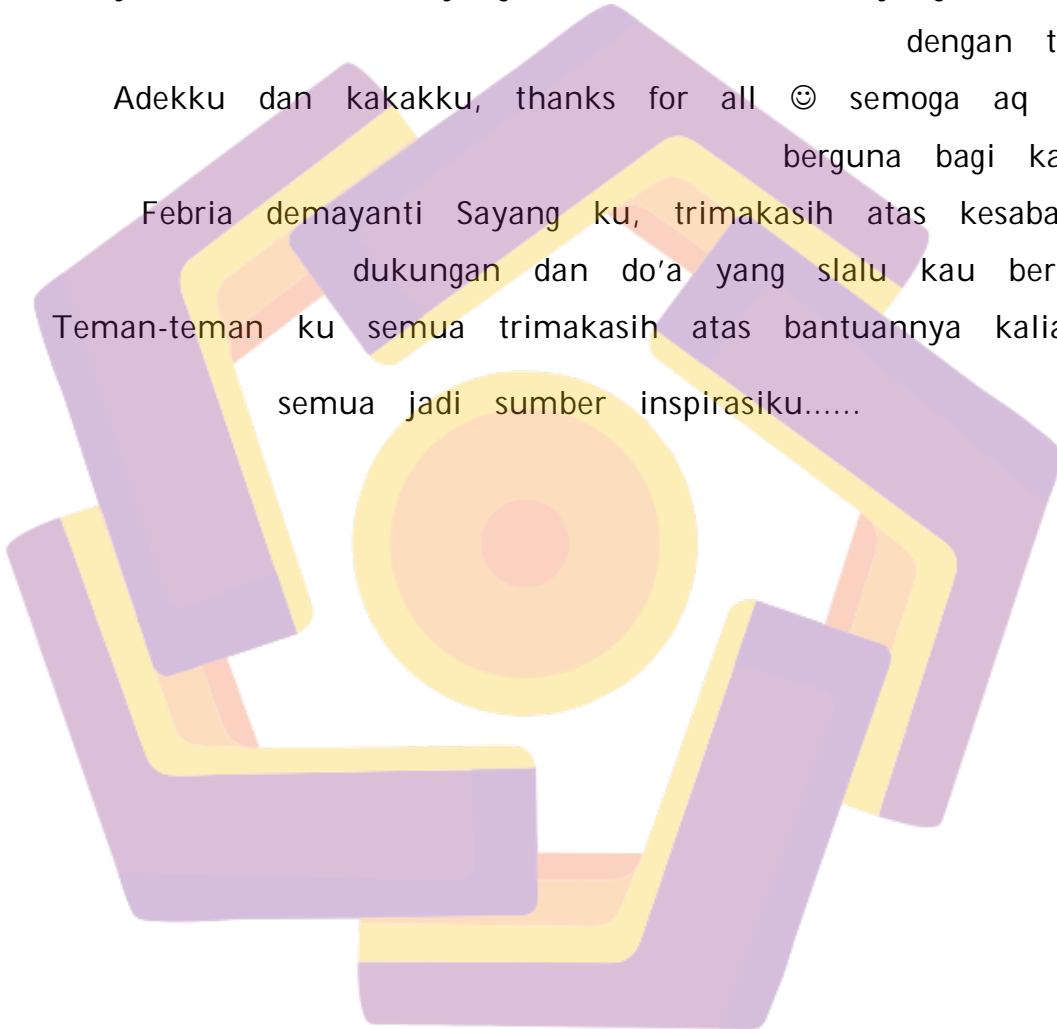 dengan t
Adekku dan kakakku, thanks for all ☺ semoga aq
berguna bagi ka
Febria demayanti Sayang ku, trimakasih atas kesaba
dukungan dan do'a yang slalu kau ber
Teman-teman ku semua trimakasih atas bantuannya kalia
semua jadi sumber inspirasiku......